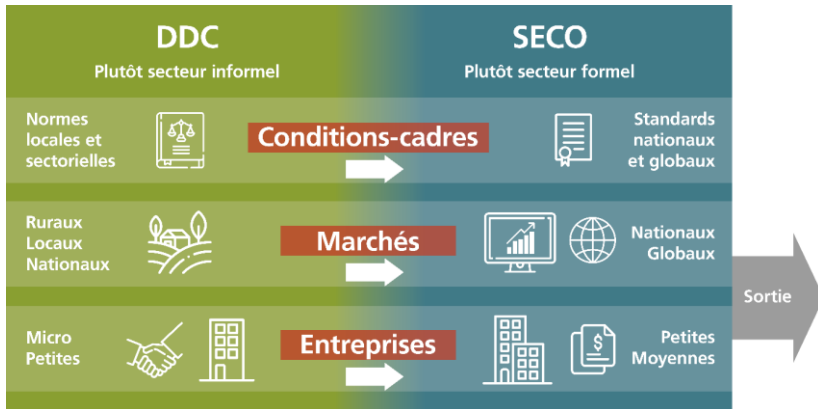 DDC
Plutôt secteur informel
SECO
Plutôt secteur formel
Normes
locales et
sectorielles
Conditions-cadres
Standards
nationaux
et globaux
Ruraux
Locaux
Nationaux
Marchés
Nationaux
Globaux
Micro
Petites
Entreprises
$
Petites
Moyennes
Sortie